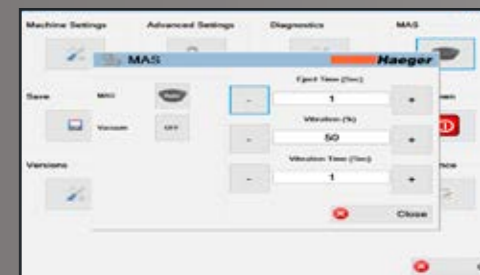 Machine Settings
Advanced Settings
Diagnostics
MAS
MAS
Haeger
Eject Time (Sec)
Save
MAS
-
1
+
Vibration (%)
Vacuum
OFF
-
50
+
Vibration Time (Sec)
Versions
-
1
+
Close